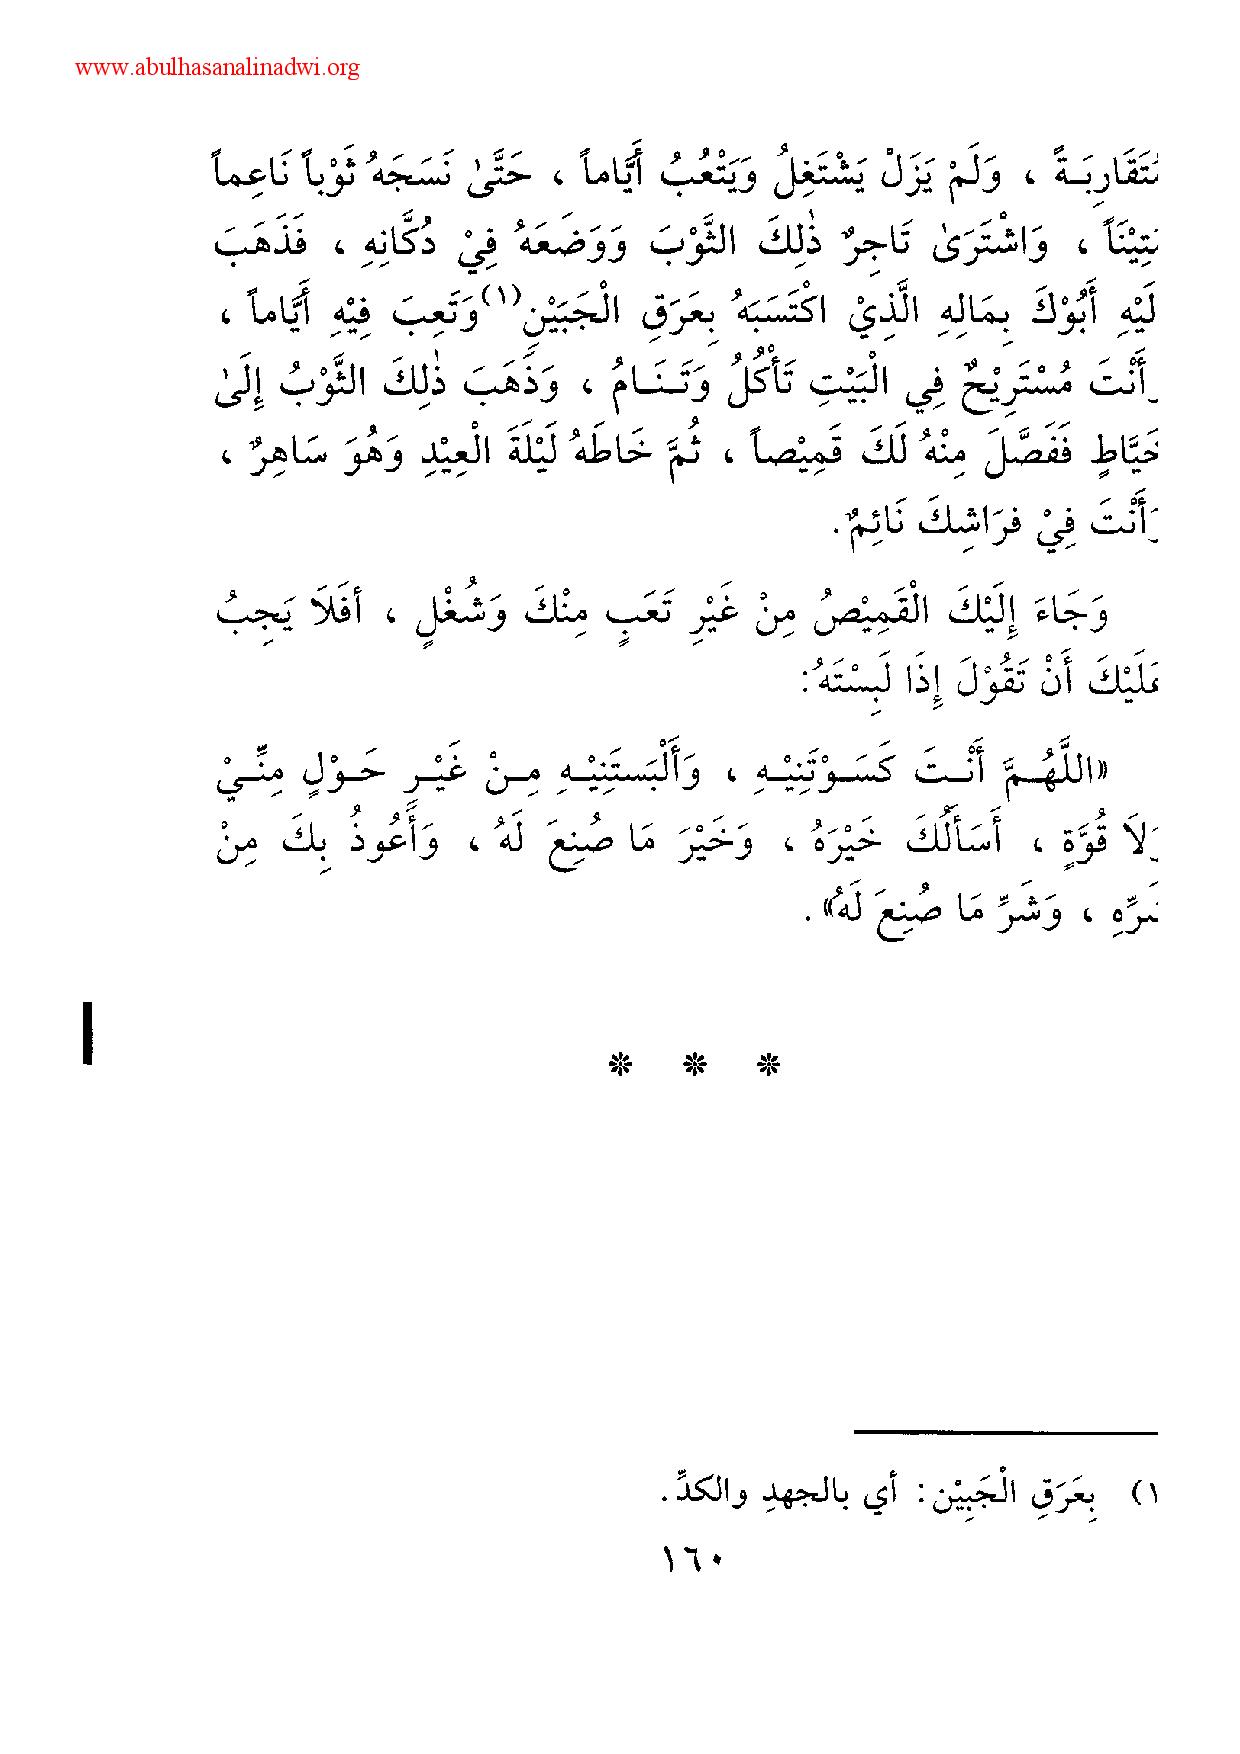 www.abulhasanalinadwi.org
مُتَقَارِبَـةً ، وَلَمْ يَزَلْ يَشْتَغِلُ وَيَتْعُبُ أَيَّاماً ، حَتَّىٰ نَسَجَهُ ثَوْباً نَاعِماً
مَتِيْنَاً ، وَاشْتَرَىٰ تَاجِرٌ ذٰلِكَ الثَّوْبَ وَوَضَعَهُ فِيْ دُكَّانِهِ ، فَذَهَبَ
إِلَيْهِ أَبُوْكَ بِمَالِهِ الَّذِيْ اكْتَسَبَهُ بِعَرَقِ الْجَبِيْنِ(١)وَتَعِبَ فِيْهِ أَيَّاماً ،
وَأَنْتَ مُسْتَرِيْحٌ فِي الْبَيْتِ تَأْكُلُ وَتَـنَـامُ ، وَذَهَبَ ذٰلِكَ الثَّوْبُ إِلَىٰ
خَيَّاطٍ فَفَصَّلَ مِنْهُ لَكَ قَمِيْصاً ، ثُمَّ خَاطَهُ لَيْلَةَ الْعِيْدِ وَهُوَ سَاهِرٌ ،
وَأَنْتَ فِيْ فرَاشِكَ نَائِمٌ.
وَجَاءَ إِلَيْكَ الْقَمِيْصُ مِنْ غَيْرِ تَعَبٍ مِنْكَ وَشُغْلٍ ، أفَلاَ يَجِبُ
عَلَيْكَ أَنْ تَقُوْلَ إِذَا لَبِسْتَهُ:
«اللَّهُـمَّ أَنْـتَ كَسَـوْتَنِيْـهِ ، وَأَلْبَستَنِيْـهِ مِـنْ غَيْـرِ حَـوْلٍ مِنِّـيْ
وَلاَ قُوَّةٍ ، أَسَأَلُكَ خَيْرَهُ ، وَخَيْرَ مَا صُنِعَ لَهُ ، وَأَعُوذُ بِكَ مِنْ
شَرِّهِ ، وَشَرِّ مَا صُنِعَ لَهُ» .
* * *
١) بِعَرَقِ الْجَبِيْن : أي بالجهدِ والكدِّ.
١٦٠